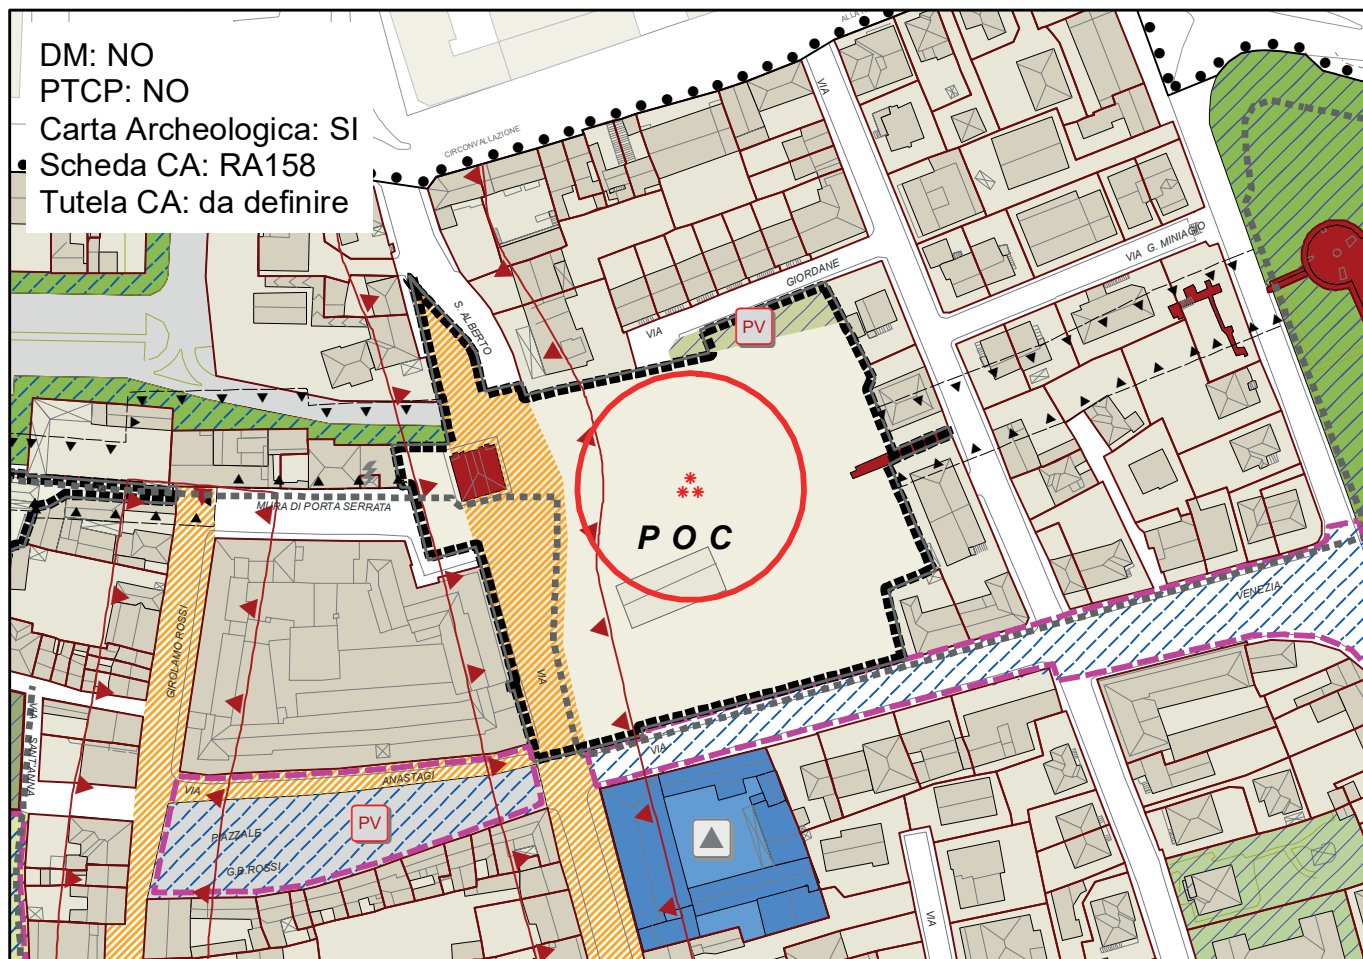 DM: NO
PTCP: NO
Carta Archeologica: SI
Scheda CA: RA158
Tutela CA: da definire
CIRCONVALLAZIONE
ALLA
VIA
VIA G. MINIAGIO
GIORDANE
VIA
S. ALBERTO
PV
P O C
MURA DI PORTA SERRATA
GIROLAMO ROSSI
VIA
VENEZIA
VIA
VIA
SANT'ANNA
VIA
ANASTAGI
PIAZZALE
G.B. ROSSI
PV
VIA